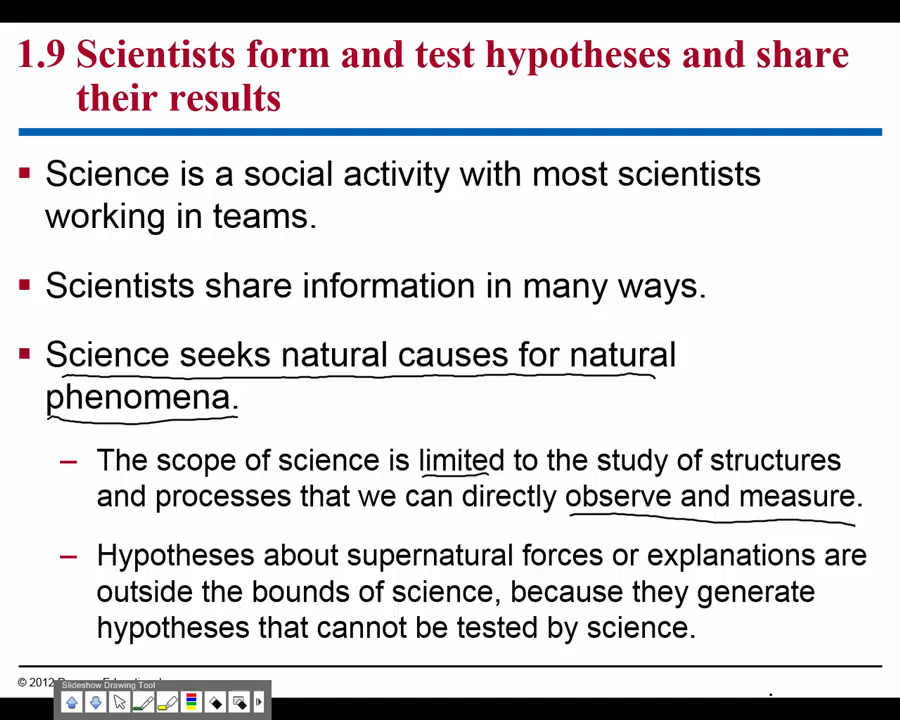 1.9 Scientists form and test hypotheses and share
their results
▪ Science is a social activity with most scientists
working in teams.
▪ Scientists share information in many ways.
▪ Science seeks natural causes for natural
phenomena.
– The scope of science is limited to the study of structures
and processes that we can directly observe and measure.
– Hypotheses about supernatural forces or explanations are
outside the bounds of science, because they generate
hypotheses that cannot be tested by science.
© 2012
Slideshow Drawing Tool